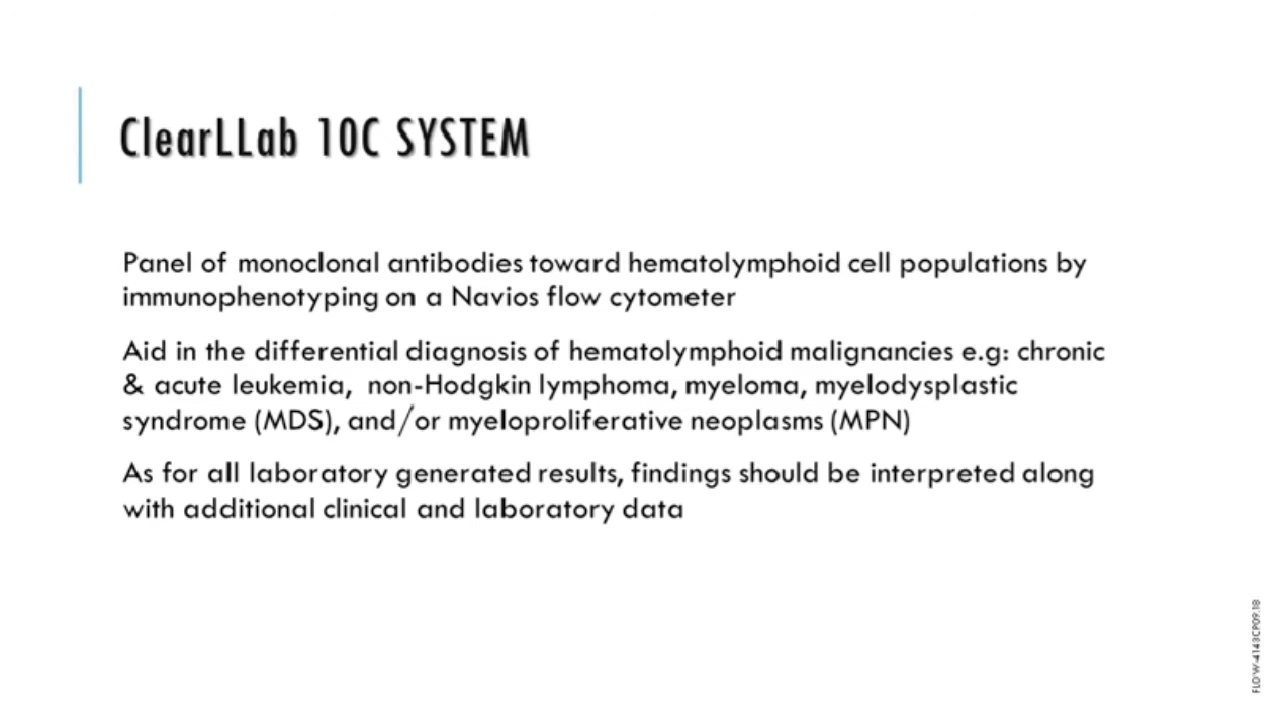 ClearLLab 10C SYSTEM
Panel of monoclonal antibodies toward hematolymphoid cell populations by
immunophenotyping on a Navios flow cytometer
Aid in the differential diagnosis of hematolymphoid malignancies e.g: chronic
& acute leukemia, non-Hodgkin lymphoma, myeloma, myelodysplastic
syndrome (MDS), and/or myeloproliferative neoplasms (MPN)
As for all laboratory generated results, findings should be interpreted along
with additional clinical and laboratory data
FLOW-4143CP09.18